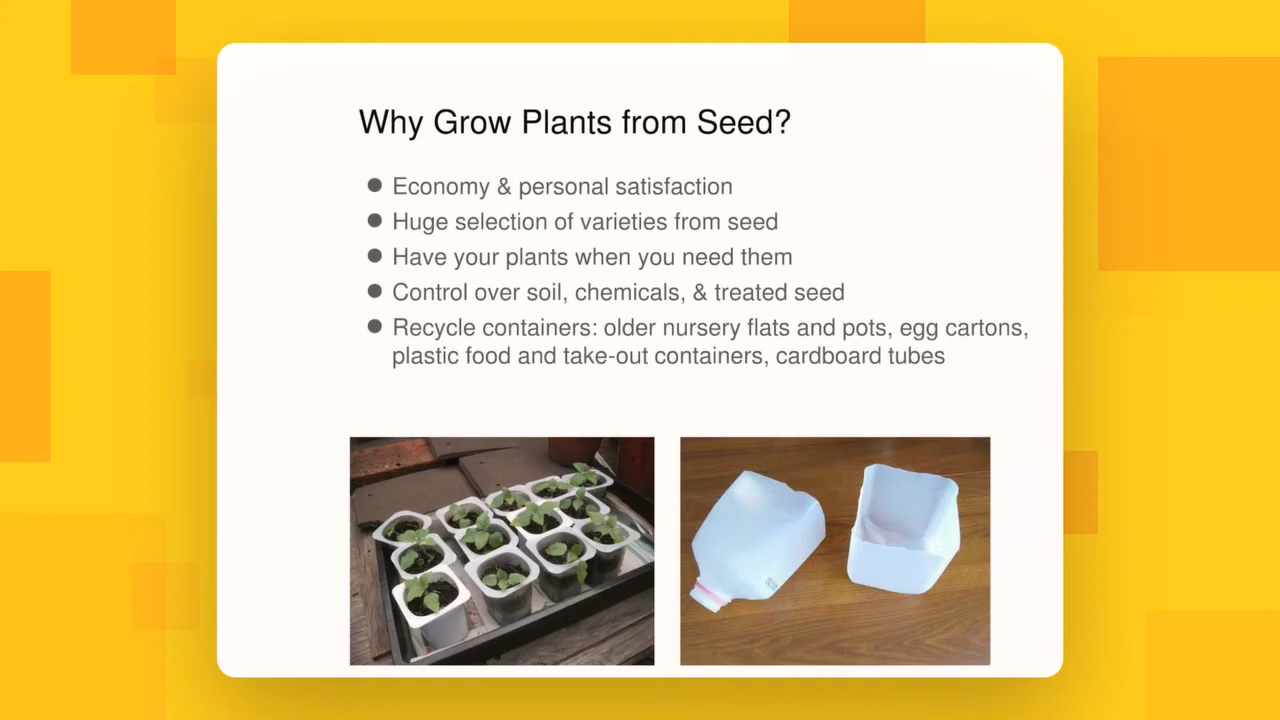 Why Grow Plants from Seed?
● Economy & personal satisfaction
● Huge selection of varieties from seed
● Have your plants when you need them
● Control over soil, chemicals, & treated seed
● Recycle containers: older nursery flats and pots, egg cartons,
plastic food and take-out containers, cardboard tubes